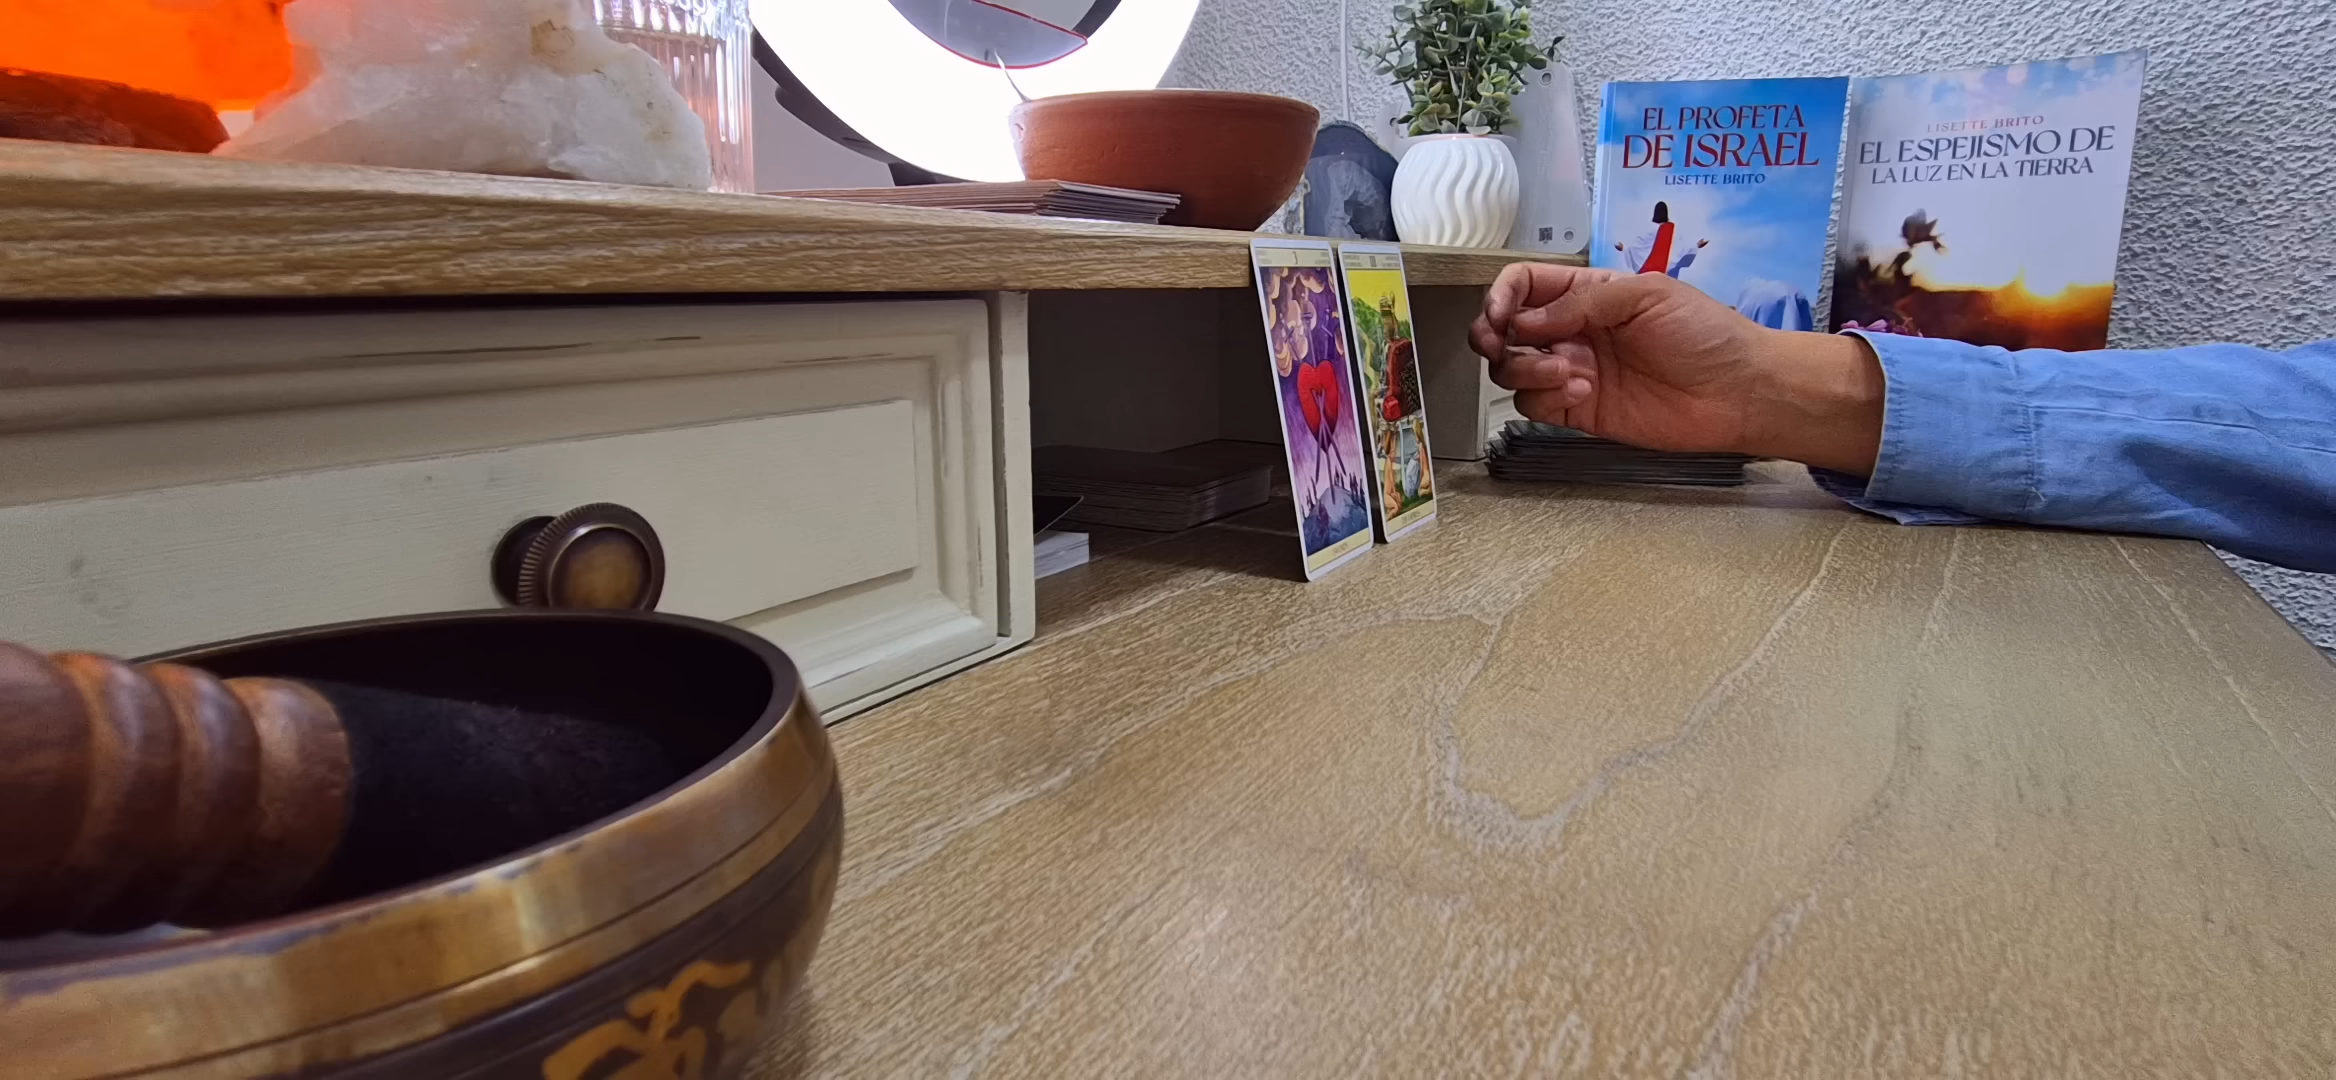 EL PROFETA
DE ISRAEL
LISETTE BRITO
LISETTE BRITO
EL ESPEJISMO DE
LA LUZ EN LA TIERRA